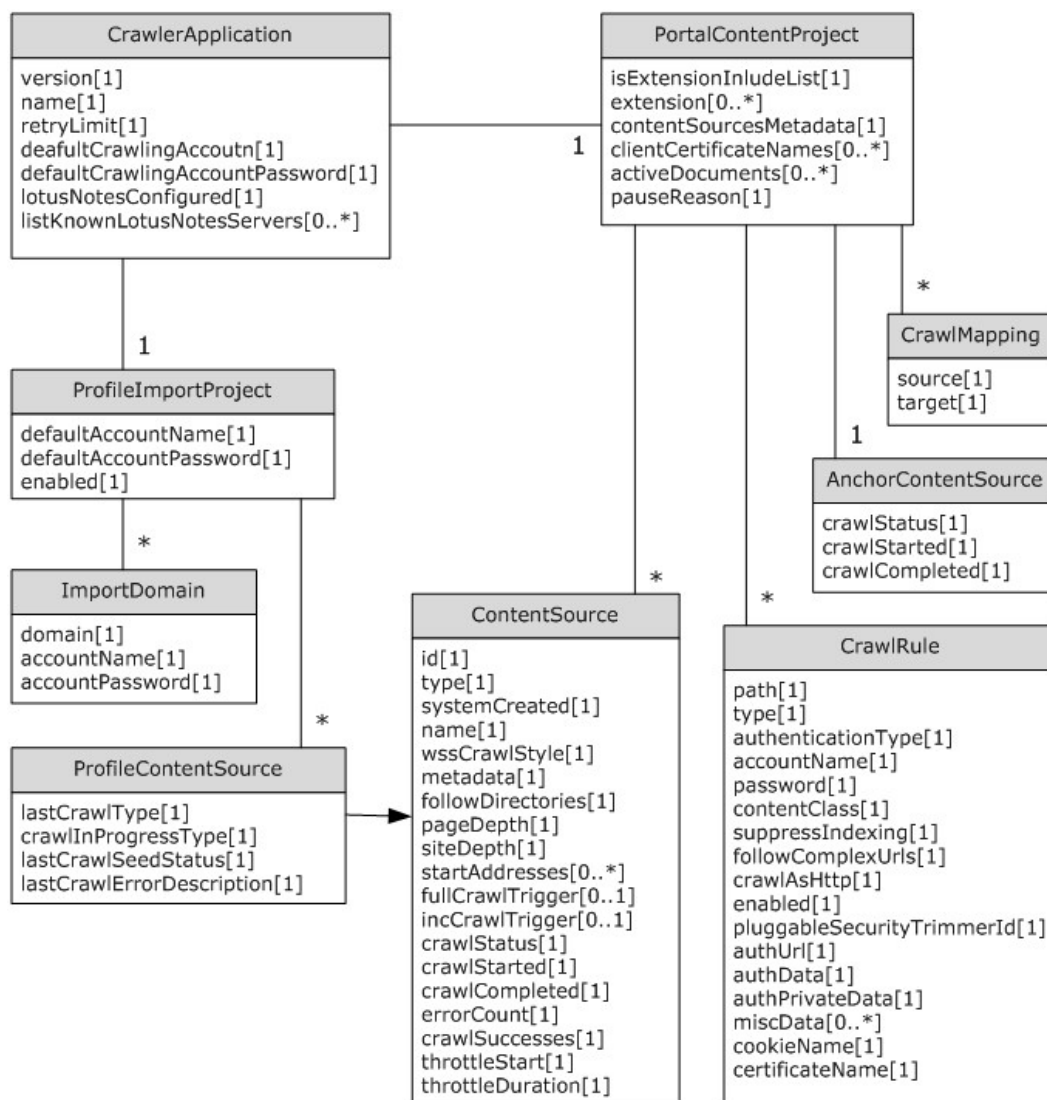 CrawlerApplication
version[1]
name[1]
retryLimit[1]
deafultCrawlingAccoutn[1]
defaultCrawlingAccountPassword[1]
lotusNotesConfigured[1]
listKnownLotusNotesServers[0..*]
PortalContentProject
isExtensionInludeList[1]
extension[0..*]
contentSourcesMetadata[1]
clientCertificateNames[0..*]
activeDocuments[0..*]
pauseReason[1]
1
1
*
CrawlMapping
source[1]
target[1]
ProfileImportProject
defaultAccountName[1]
defaultAccountPassword[1]
enabled[1]
1
AnchorContentSource
crawlStatus[1]
crawlStarted[1]
crawlCompleted[1]
*
ImportDomain
domain[1]
accountName[1]
accountPassword[1]
*
ProfileContentSource
lastCrawlType[1]
crawlInProgressType[1]
lastCrawlSeedStatus[1]
lastCrawlErrorDescription[1]
*
ContentSource
id[1]
type[1]
systemCreated[1]
name[1]
wssCrawlStyle[1]
metadata[1]
followDirectories[1]
pageDepth[1]
siteDepth[1]
startAddresses[0..*]
fullCrawlTrigger[0..1]
incCrawlTrigger[0..1]
crawlStatus[1]
crawlStarted[1]
crawlCompleted[1]
errorCount[1]
crawlSuccesses[1]
throttleStart[1]
throttleDuration[1]
*
CrawlRule
path[1]
type[1]
authenticationType[1]
accountName[1]
password[1]
contentClass[1]
suppressIndexing[1]
followComplexUrls[1]
crawlAsHttp[1]
enabled[1]
pluggableSecurityTrimmerId[1]
authUrl[1]
authData[1]
authPrivateData[1]
miscData[0..*]
cookieName[1]
certificateName[1]